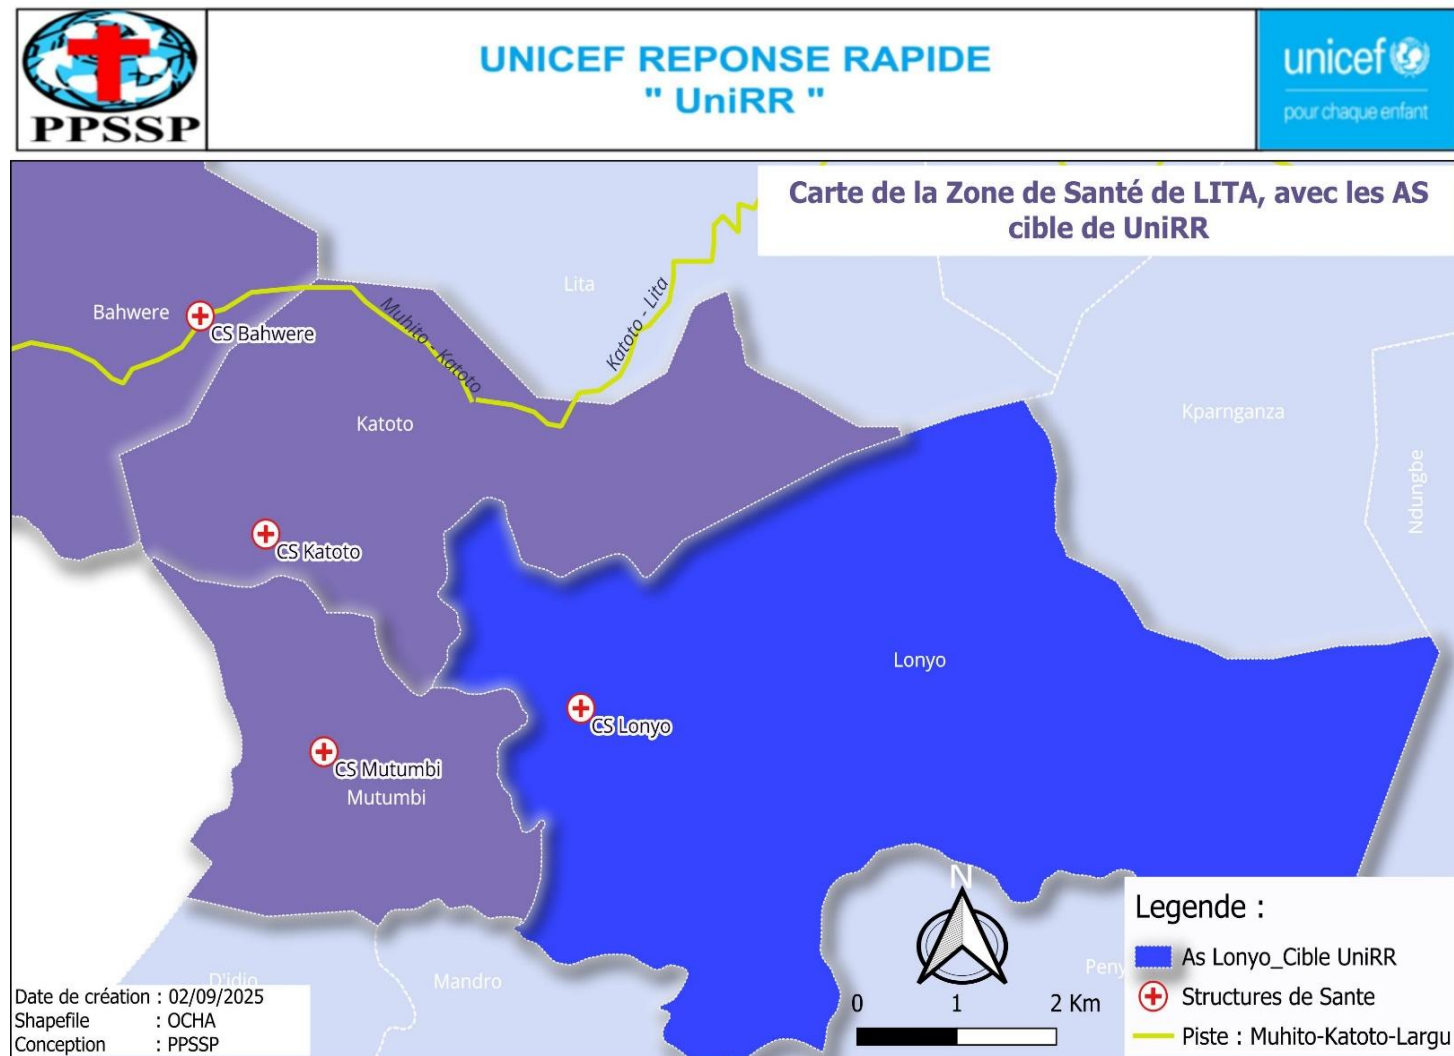 PPSSP
UNICEF REPONSE RAPIDE
" UniRR "
unicef
pour chaque enfant
Carte de la Zone de Santé de LITA, avec les AS
cible de UniRR
Lita
Bahwere
CS Bahwere
Muhito - Katoto
Katoto - Lita
Katoto
Kparnganza
Ndungbe
CS Katoto
Lonyo
CS Lonyo
CS Mutumbi
Mutumbi
N
D'idjo
Mandro
Peny
Date de création : 02/09/2025
Shapefile : OCHA
Conception : PPSSP
0 1 2 Km
Legende :
As Lonyo_Cible UniRR
Structures de Sante
Piste : Muhito-Katoto-Largu